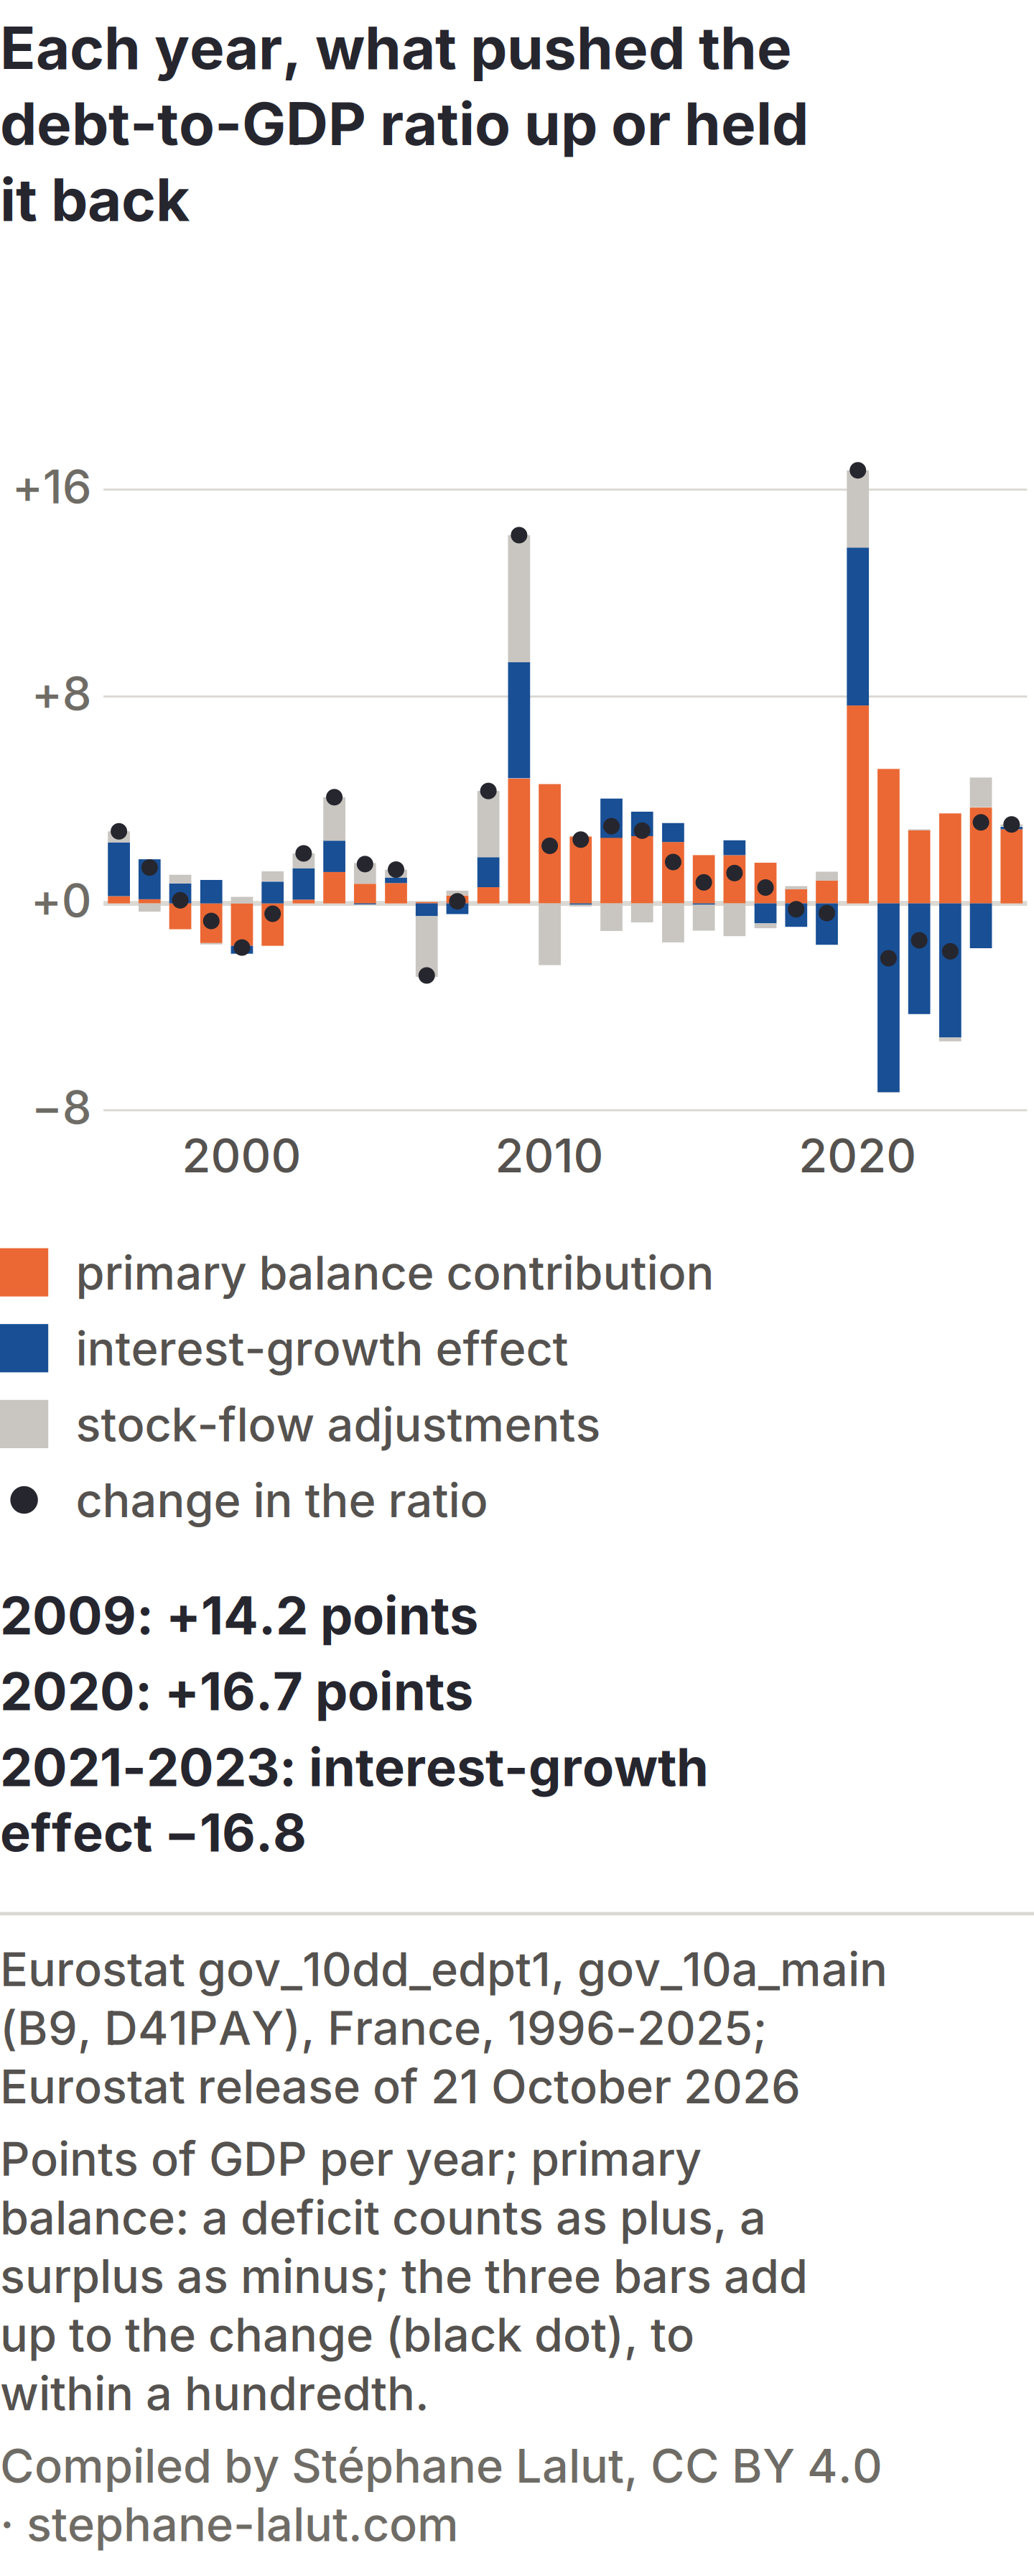 Each year, what pushed the
debt-to-GDP ratio up or held
it back
+16
+8
+0
−8
2000 2010 2020
primary balance contribution
interest-growth effect
stock-flow adjustments
change in the ratio
2009: +14.2 points
2020: +16.7 points
2021-2023: interest-growth
effect −16.8
Eurostat gov_10dd_edpt1, gov_10a_main
(B9, D41PAY), France, 1996-2025;
Eurostat release of 21 October 2026
Points of GDP per year; primary
balance: a deficit counts as plus, a
surplus as minus; the three bars add
up to the change (black dot), to
within a hundredth.
Compiled by Stéphane Lalut, CC BY 4.0
· stephane-lalut.com